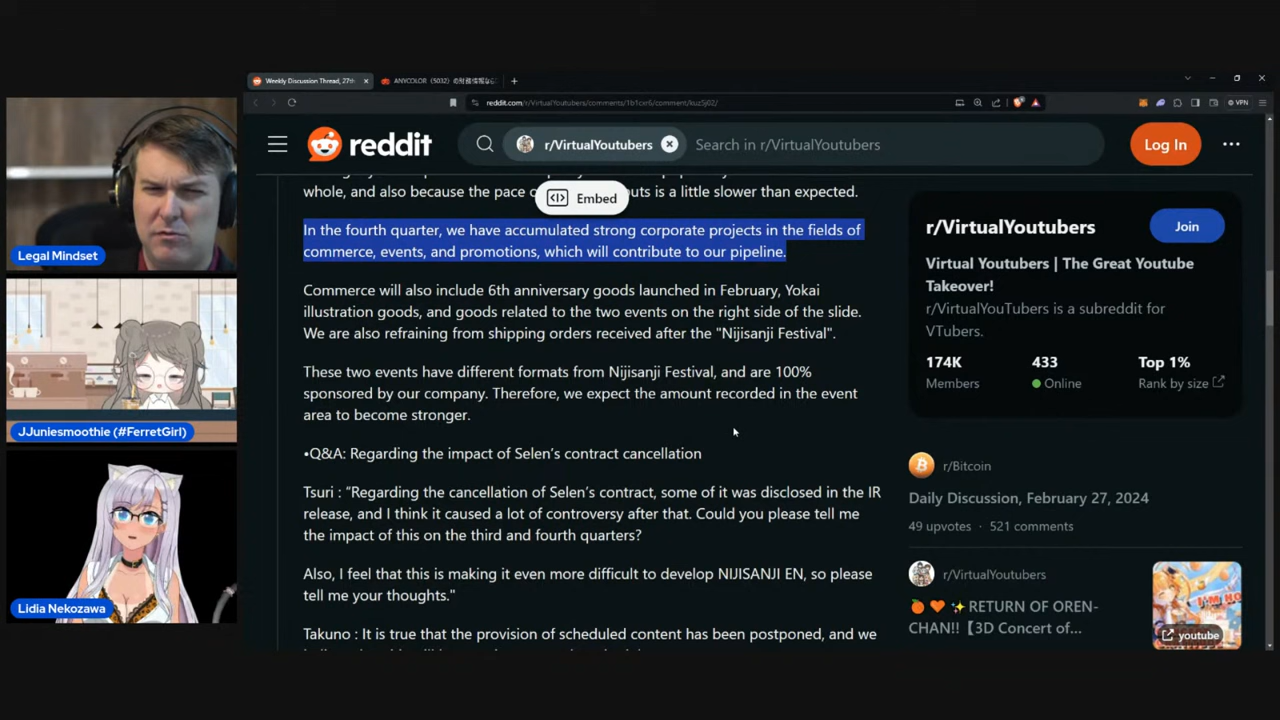 Weekly Discussion Thread, 27th
ANYCOLOR
reddit.com/r/VirtualYoutubers/comments/1b1cxr6/comment/kuz5j02/
VPN
reddit
r/VirtualYoutubers
Search in r/VirtualYoutubers
Log In
whole, and also because the pace
uts is a little slower than expected.
Embed
In the fourth quarter, we have accumulated strong corporate projects in the fields of
commerce, events, and promotions, which will contribute to our pipeline.
Commerce will also include 6th anniversary goods launched in February, Yokai
illustration goods, and goods related to the two events on the right side of the slide.
We are also refraining from shipping orders received after the "Nijisanji Festival".
These two events have different formats from Nijisanji Festival, and are 100%
sponsored by our company. Therefore, we expect the amount recorded in the event
area to become stronger.
•Q&A: Regarding the impact of Selen's contract cancellation
Tsuri : “Regarding the cancellation of Selen's contract, some of it was disclosed in the IR
release, and I think it caused a lot of controversy after that. Could you please tell me
the impact of this on the third and fourth quarters?
Also, I feel that this is making it even more difficult to develop NIJISANJI EN, so please
tell me your thoughts."
Takuno : It is true that the provision of scheduled content has been postponed, and we
r/VirtualYoutubers
Join
Virtual Youtubers | The Great Youtube
Takeover!
r/VirtualYouTubers is a subreddit for
VTubers.
174K
433
Top 1%
Members
Online
Rank by size
r/Bitcoin
Daily Discussion, February 27, 2024
49 upvotes · 521 comments
r/VirtualYoutubers
RETURN OF OREN-
CHAN!!【3D Concert of...
I'M HO
youtube
Legal Mindset
JJuniesmoothie (#FerretGirl)
Lidia Nekozawa